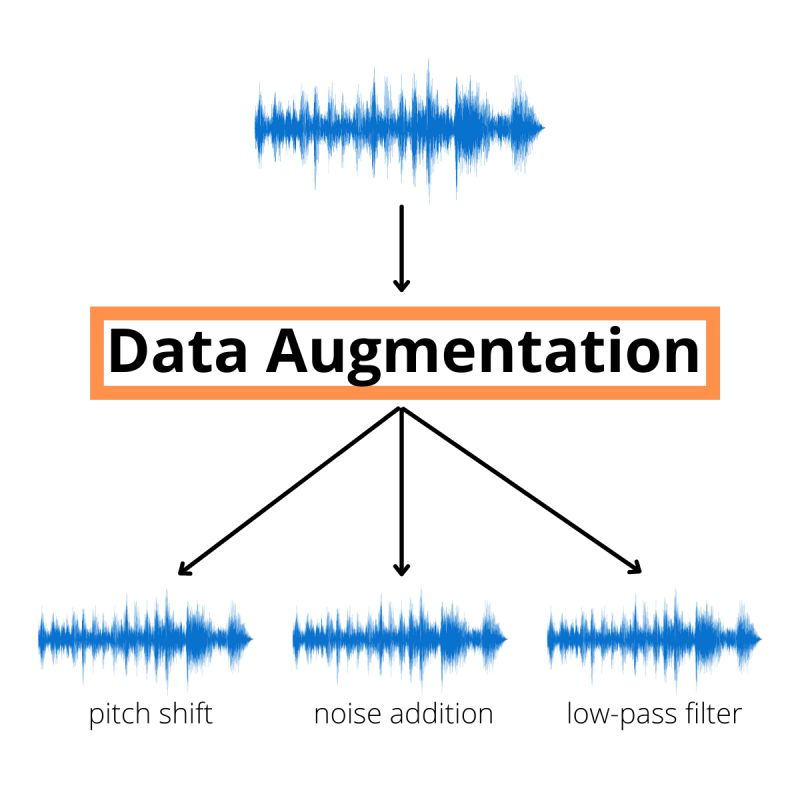 Data Augmentation
pitch shift
noise addition
low-pass filter